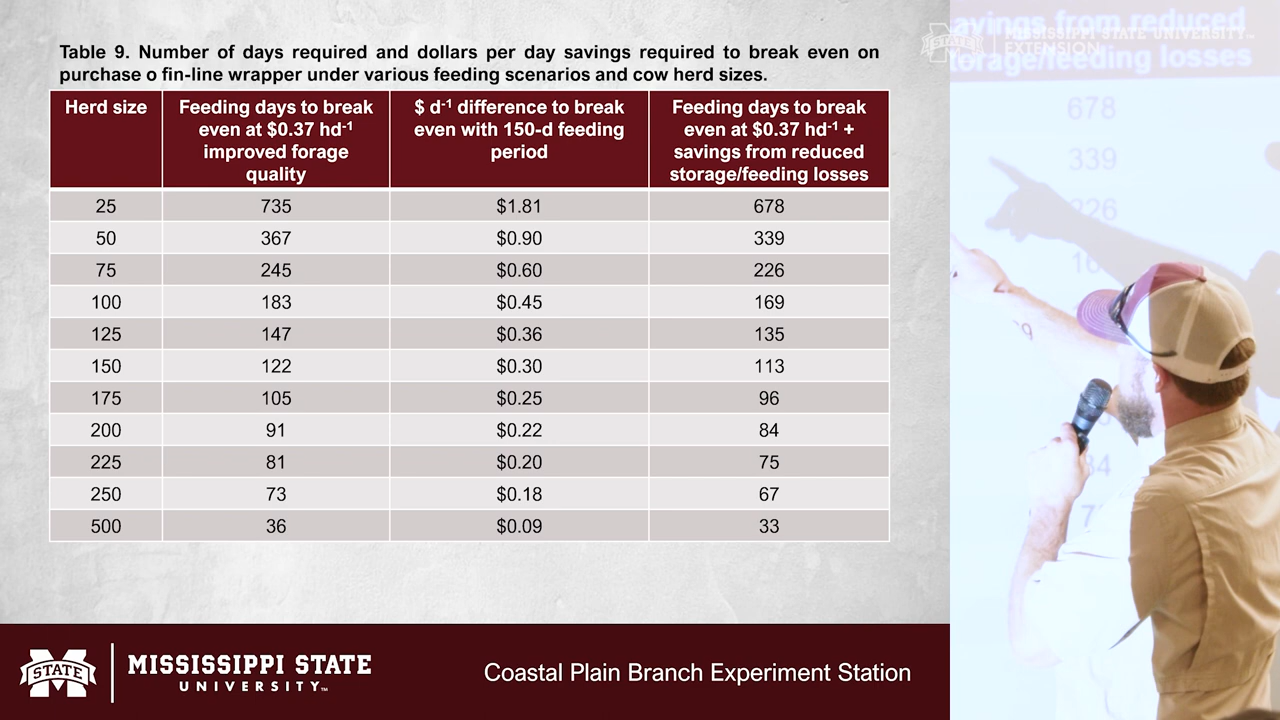 Table 9. Number of days required and dollars per day savings required to break even on
purchase o fin-line wrapper under various feeding scenarios and cow herd sizes.
Herd size Feeding days to break even at $0.37 hd-1 improved forage quality $ d-1 difference to break even with 150-d feeding period Feeding days to break even at $0.37 hd-1 + savings from reduced storage/feeding losses
25 735 $1.81 678
50 367 $0.90 339
75 245 $0.60 226
100 183 $0.45 169
125 147 $0.36 135
150 122 $0.30 113
175 105 $0.25 96
200 91 $0.22 84
225 81 $0.20 75
250 73 $0.18 67
500 36 $0.09 33
STATE
MISSISSIPPI STATE
UNIVERSITY™
Coastal Plain Branch Experiment Station
MISSISSIPPI STATE UNIVERSITY™
EXTENSION
savings from reduced
storage/feeding losses
678
339